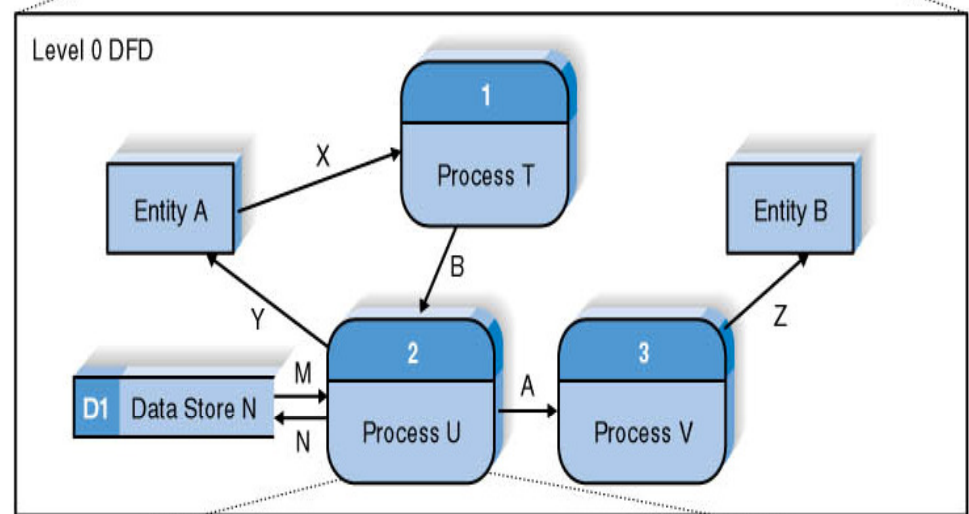 Level 0 DFD
1
X
Process T
Entity A
Entity B
B
Y
Z
2
3
M
A
D1 Data Store N
N
Process U
Process V